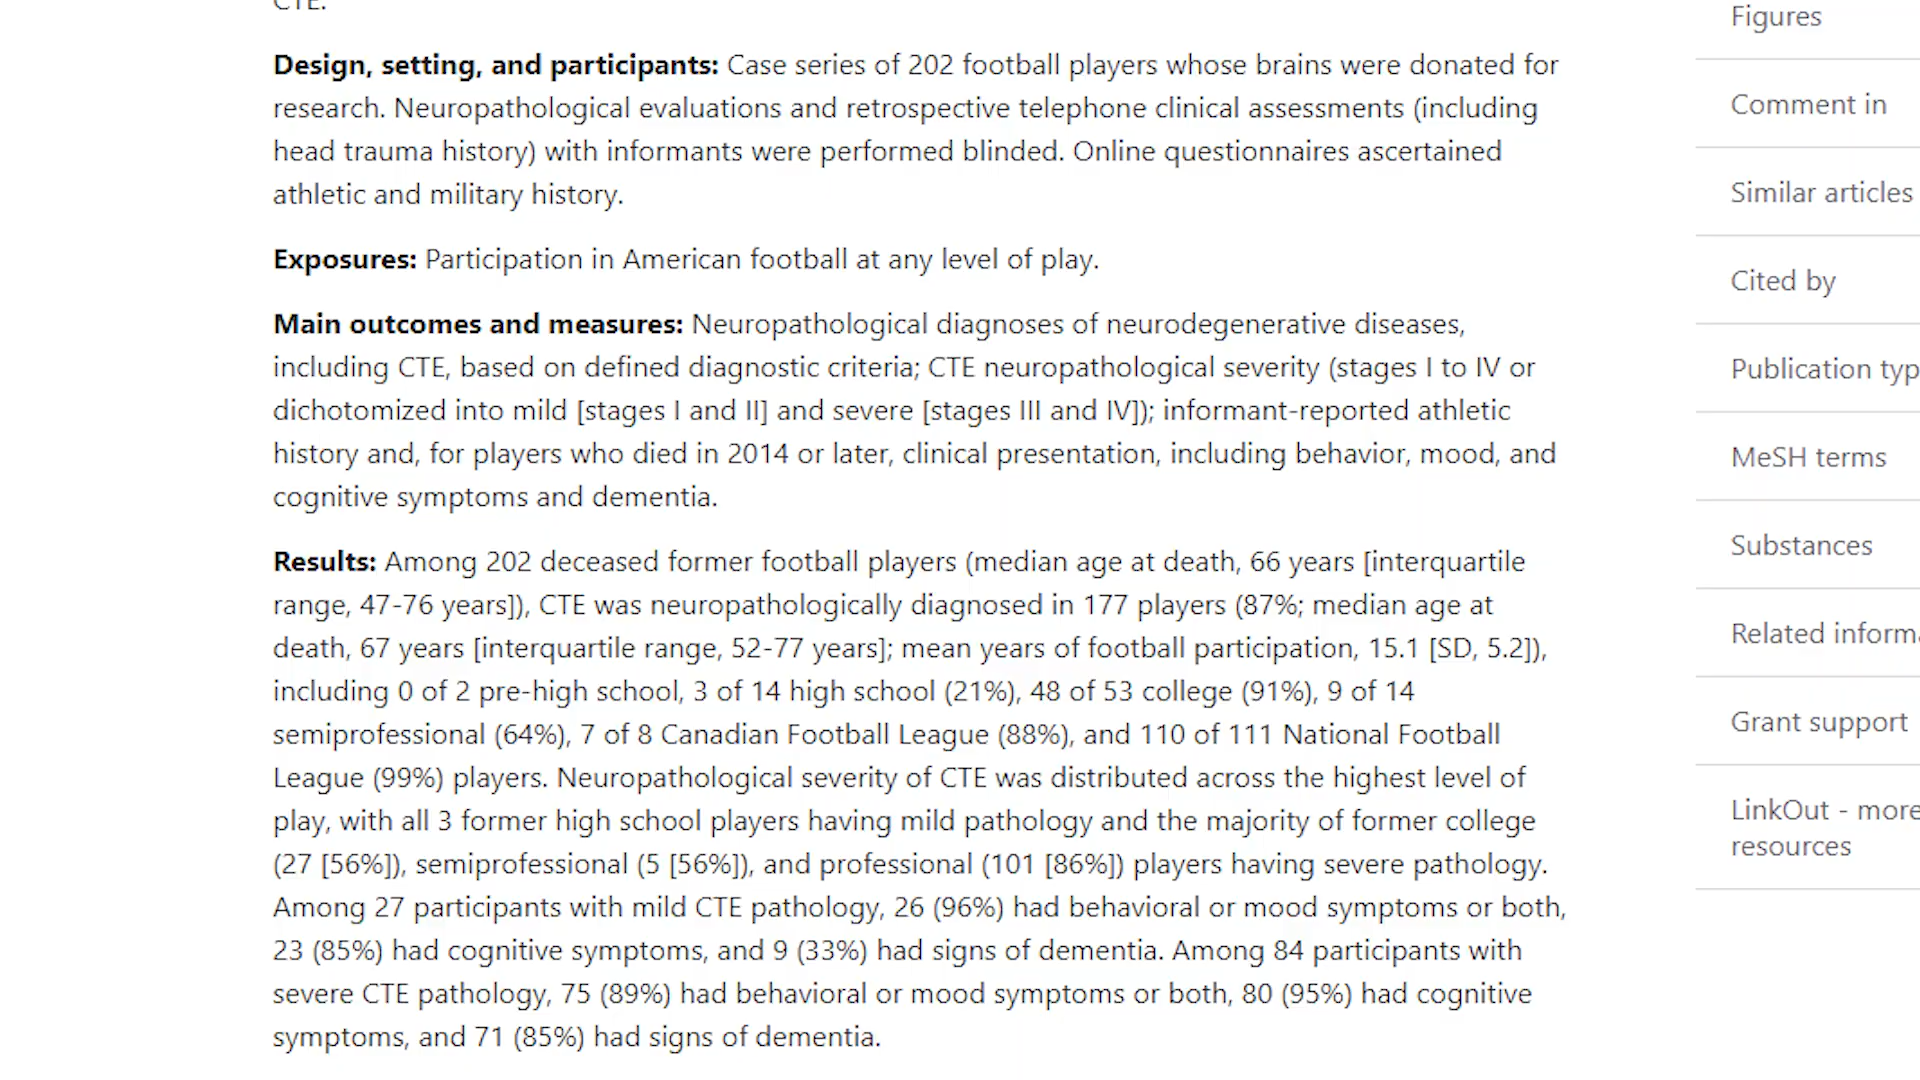 CTE.
Design, setting, and participants: Case series of 202 football players whose brains were donated for
research. Neuropathological evaluations and retrospective telephone clinical assessments (including
head trauma history) with informants were performed blinded. Online questionnaires ascertained
athletic and military history.
Exposures: Participation in American football at any level of play.
Main outcomes and measures: Neuropathological diagnoses of neurodegenerative diseases,
including CTE, based on defined diagnostic criteria; CTE neuropathological severity (stages I to IV or
dichotomized into mild [stages I and II] and severe [stages III and IV]); informant-reported athletic
history and, for players who died in 2014 or later, clinical presentation, including behavior, mood, and
cognitive symptoms and dementia.
Results: Among 202 deceased former football players (median age at death, 66 years [interquartile
range, 47-76 years]), CTE was neuropathologically diagnosed in 177 players (87%; median age at
death, 67 years [interquartile range, 52-77 years]; mean years of football participation, 15.1 [SD, 5.2]),
including 0 of 2 pre-high school, 3 of 14 high school (21%), 48 of 53 college (91%), 9 of 14
semiprofessional (64%), 7 of 8 Canadian Football League (88%), and 110 of 111 National Football
League (99%) players. Neuropathological severity of CTE was distributed across the highest level of
play, with all 3 former high school players having mild pathology and the majority of former college
(27 [56%]), semiprofessional (5 [56%]), and professional (101 [86%]) players having severe pathology.
Among 27 participants with mild CTE pathology, 26 (96%) had behavioral or mood symptoms or both,
23 (85%) had cognitive symptoms, and 9 (33%) had signs of dementia. Among 84 participants with
severe CTE pathology, 75 (89%) had behavioral or mood symptoms or both, 80 (95%) had cognitive
symptoms, and 71 (85%) had signs of dementia.
Figures
Comment in
Similar articles
Cited by
Publication typ
MeSH terms
Substances
Related informa
Grant support
LinkOut - more
resources